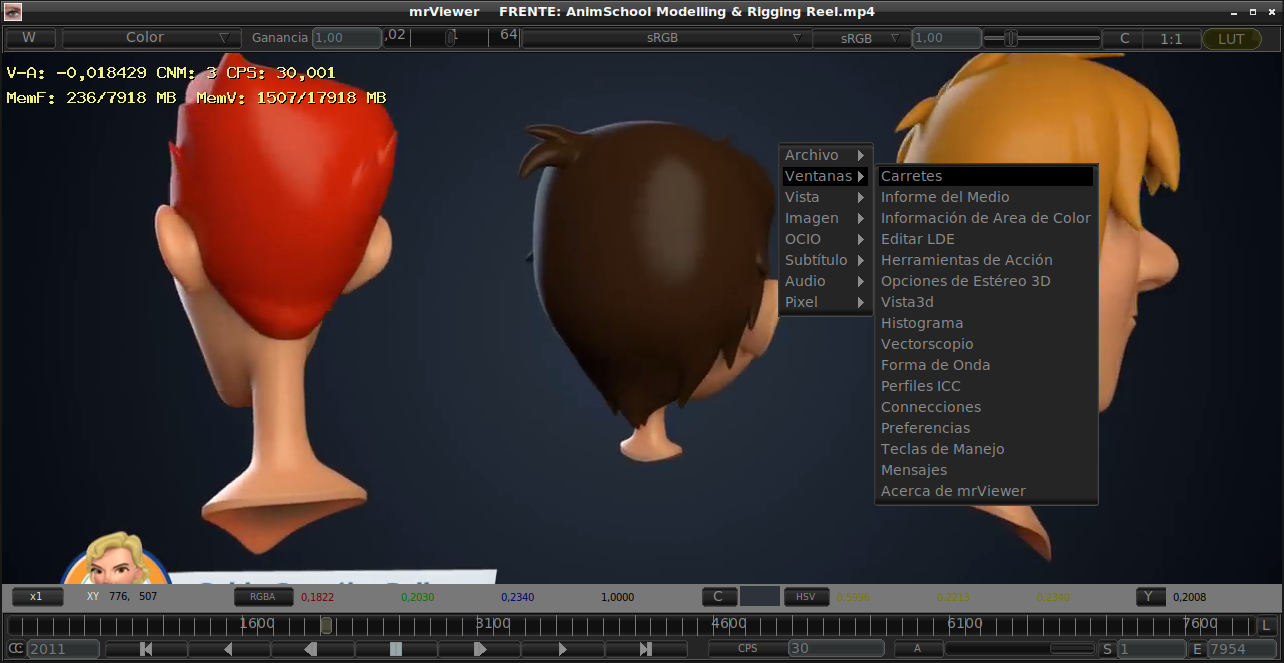 mrViewer FRENTE: AnimSchool Modelling & Rigging Reel.mp4
W Color Ganancia 1,00 ,02 1 64 sRGB sRGB 1,00 C 1:1 LUT
V-A: -0,018429 CNM: 3 CPS: 30,001
MemF: 236/7918 MB MemV: 1507/17918 MB
Archivo
Ventanas
Vista
Imagen
OCIO
Subtítulo
Audio
Pixel
Carretes
Informe del Medio
Información de Area de Color
Editar LDE
Herramientas de Acción
Opciones de Estéreo 3D
Vista3d
Histograma
Vectorscopio
Forma de Onda
Perfiles ICC
Connecciones
Preferencias
Teclas de Manejo
Mensajes
Acerca de mrViewer
x1 XY 776, 507 RGBA 0,1822 0,2030 0,2340 1,0000 C HSV 0,5996 0,2213 0,2340 Y 0,2008
1600 3100 4600 6100 7600 L
CC 2011 CPS 30 A S 1 E 7954